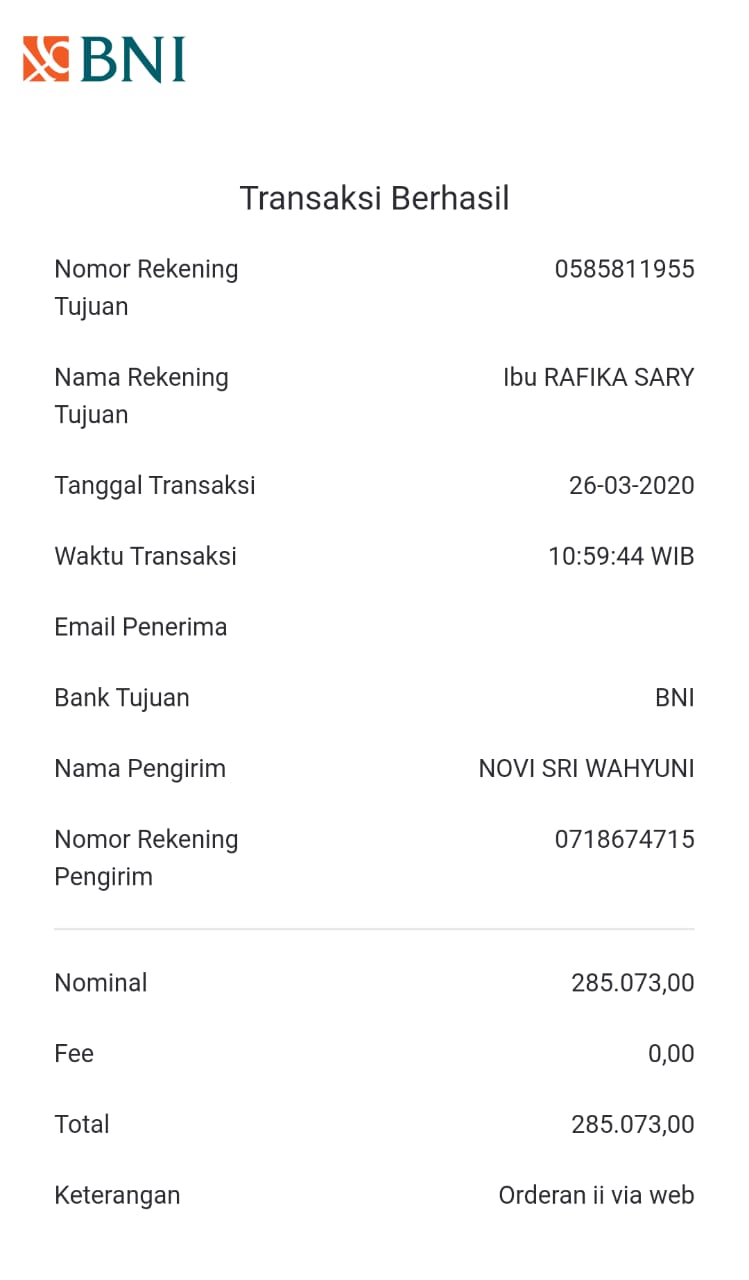 BNI
Transaksi Berhasil
Nomor Rekening Tujuan 0585811955
Nama Rekening Tujuan Ibu RAFIKA SARY
Tanggal Transaksi 26-03-2020
Waktu Transaksi 10:59:44 WIB
Email Penerima
Bank Tujuan BNI
Nama Pengirim NOVI SRI WAHYUNI
Nomor Rekening Pengirim 0718674715
Nominal 285.073,00
Fee 0,00
Total 285.073,00
Keterangan Orderan ii via web